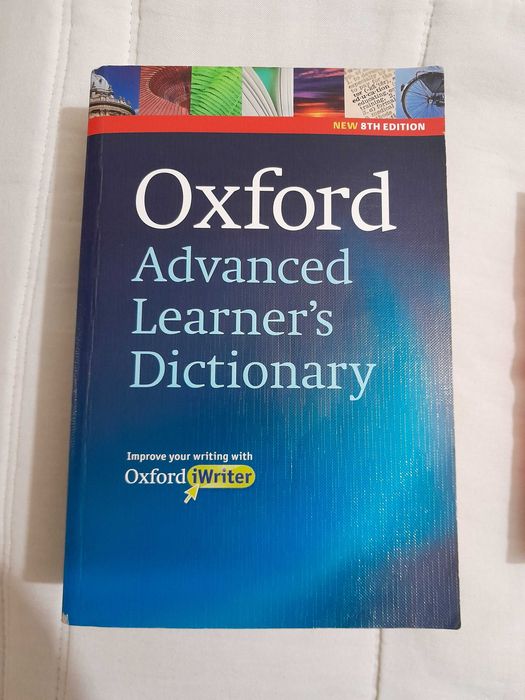 NEW 8TH EDITION
Oxford
Advanced
Learner's
Dictionary
Improve your writing with
Oxford iWriter